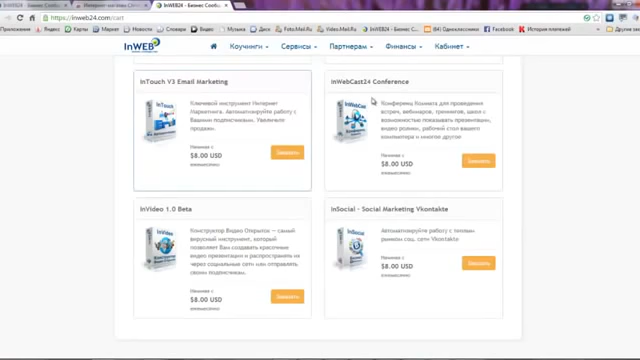 INWEB24 - Бизнес Сообщ
https://inweb24.com/cart
Приложения
Яндекс
Карты
Маркет
Новости
Словари
Видео
Музыка
Диск
Почта
Foto.Mail.Ru
Video.Mail.Ru
INWEB24 - Бизнес Соо
(44) Одноклассники
Facebook
История покупок
InWEB
Коучинги
Сервисы
Партнерам
Финансы
Кабинет
InTouch V3 Email Marketing
Ключевой инструмент Интернет
Маркетинга. Автоматизируйте работу с
Вашими подписчиками. Увеличьте
продажи.
Начиная с
$8.00 USD
ежемесячно
Заказать
InWebCast24 Conference
Конференц Комната для проведения
встреч, вебинаров, тренингов, школ с
возможностью показывать презентации,
видео ролики, рабочий стол вашего
компьютера и многое другое
Начиная с
$8.00 USD
ежемесячно
Заказать
InVideo 1.0 Beta
Конструктор Видео Открыток — самый
вирусный инструмент, который
позволяет Вам создавать красочные
видео презентации и распространять их
через социальные сети или отправлять
своим подписчикам.
Начиная с
$8.00 USD
ежемесячно
Заказать
InSocial - Social Marketing Vkontakte
Автоматизируйте работу с теплым
рынком соц. сети Vkontakte
Начиная с
$8.00 USD
ежемесячно
Заказать